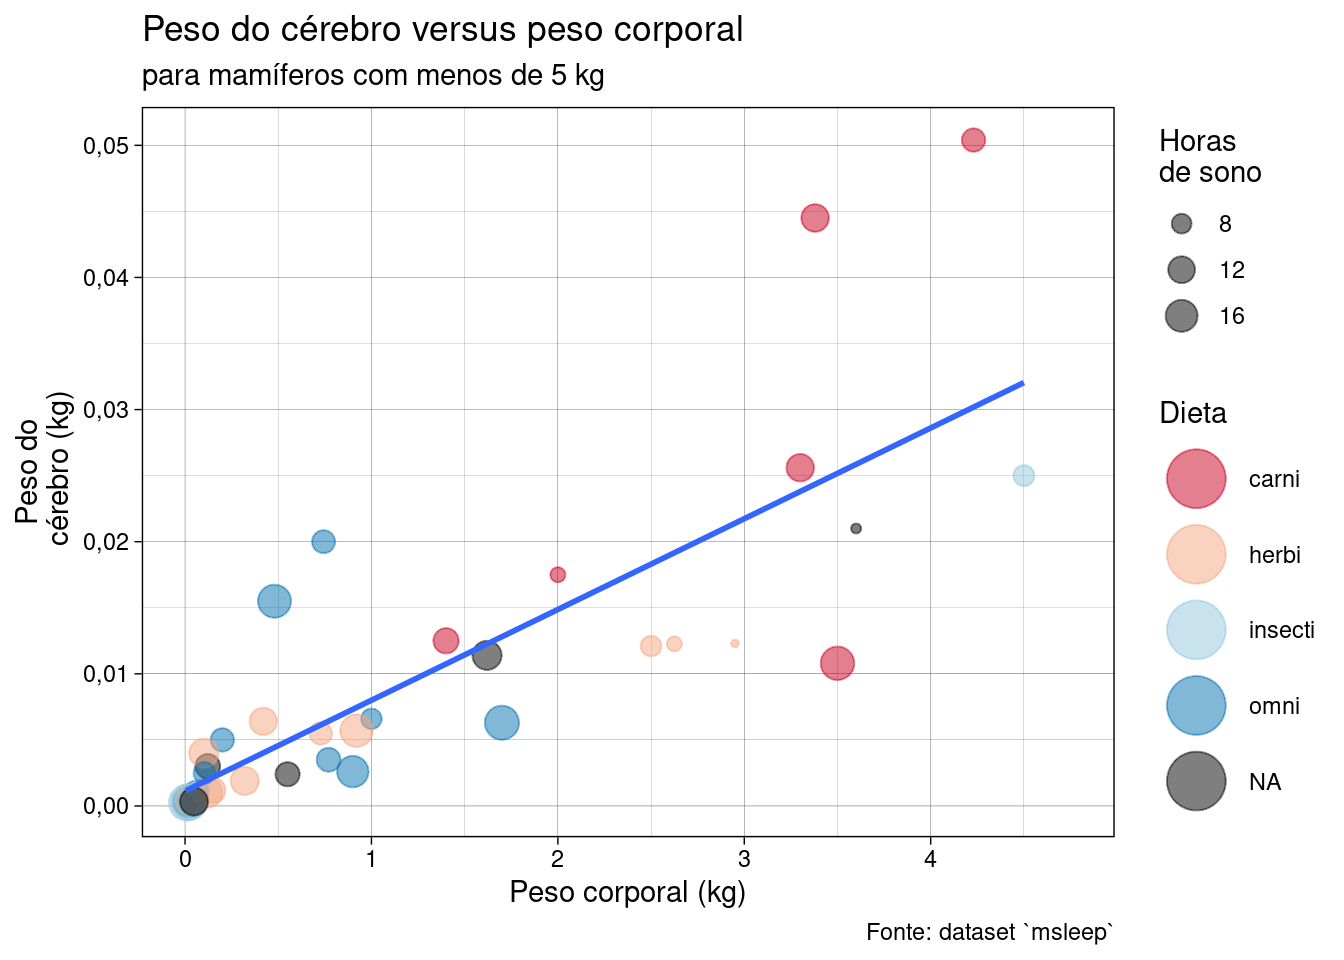 Peso do cérebro versus peso corporal
para mamíferos com menos de 5 kg
Peso do
cérebro (kg)
0,05
0,04
0,03
0,02
0,01
0,00
0
1
2
3
4
Peso corporal (kg)
Horas
de sono
8
12
16
Dieta
carni
herbi
insecti
omni
NA
Fonte: dataset `msleep`